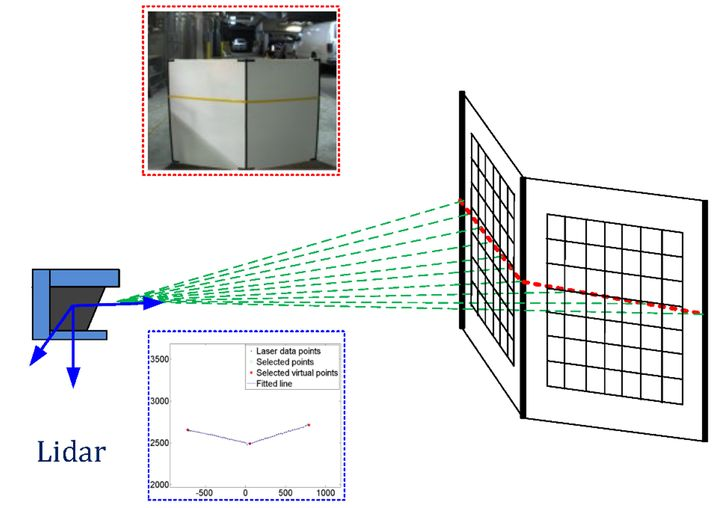 3500
3000
2500
2000
-500
0
500
1000
Laser data points
Selected points
Selected virtual points
Fitted line
Lidar